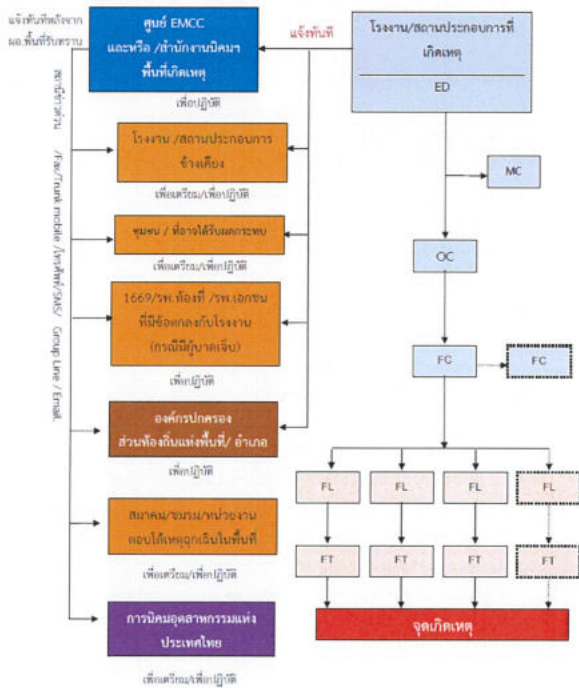 แจ้งทันทีหลังจาก
ผอ.พื้นที่รับทราบ
ศูนย์ EMCC
และหรือ /สำนักงานนิคมฯ
พื้นที่เกิดเหตุ
เพื่อปฏิบัติ
แจ้งทันที
โรงงาน/สถานประกอบการที่
เกิดเหตุ
ED
/Fax/Trunk mobile /โทรศัพท์/SMS/ Group Line / Email.
โรงงาน /สถานประกอบการ
ข้างเคียง
เพื่อเตรียม/เพื่อปฏิบัติ
MC
ชุมชน / ที่อาจได้รับผลกระทบ
เพื่อเตรียม/เพื่อปฏิบัติ
OC
1669/รพ.ท้องที่ /รพ.เอกชน
ที่มีข้อตกลงกับโรงงาน
(กรณีมีผู้บาดเจ็บ)
เพื่อปฏิบัติ
FC
FC
องค์กรปกครอง
ส่วนท้องถิ่นแห่งพื้นที่/ อำเภอ
เพื่อปฏิบัติ
FL
FL
FL
FL
สมาคม/ชมรม/หน่วยงาน
ตอบโต้เหตุฉุกเฉินในพื้นที่
เพื่อเตรียม/เพื่อปฏิบัติ
FT
FT
FT
FT
การนิคมอุตสาหกรรมแห่ง
ประเทศไทย
เพื่อเตรียม/เพื่อปฏิบัติ
จุดเกิดเหตุ